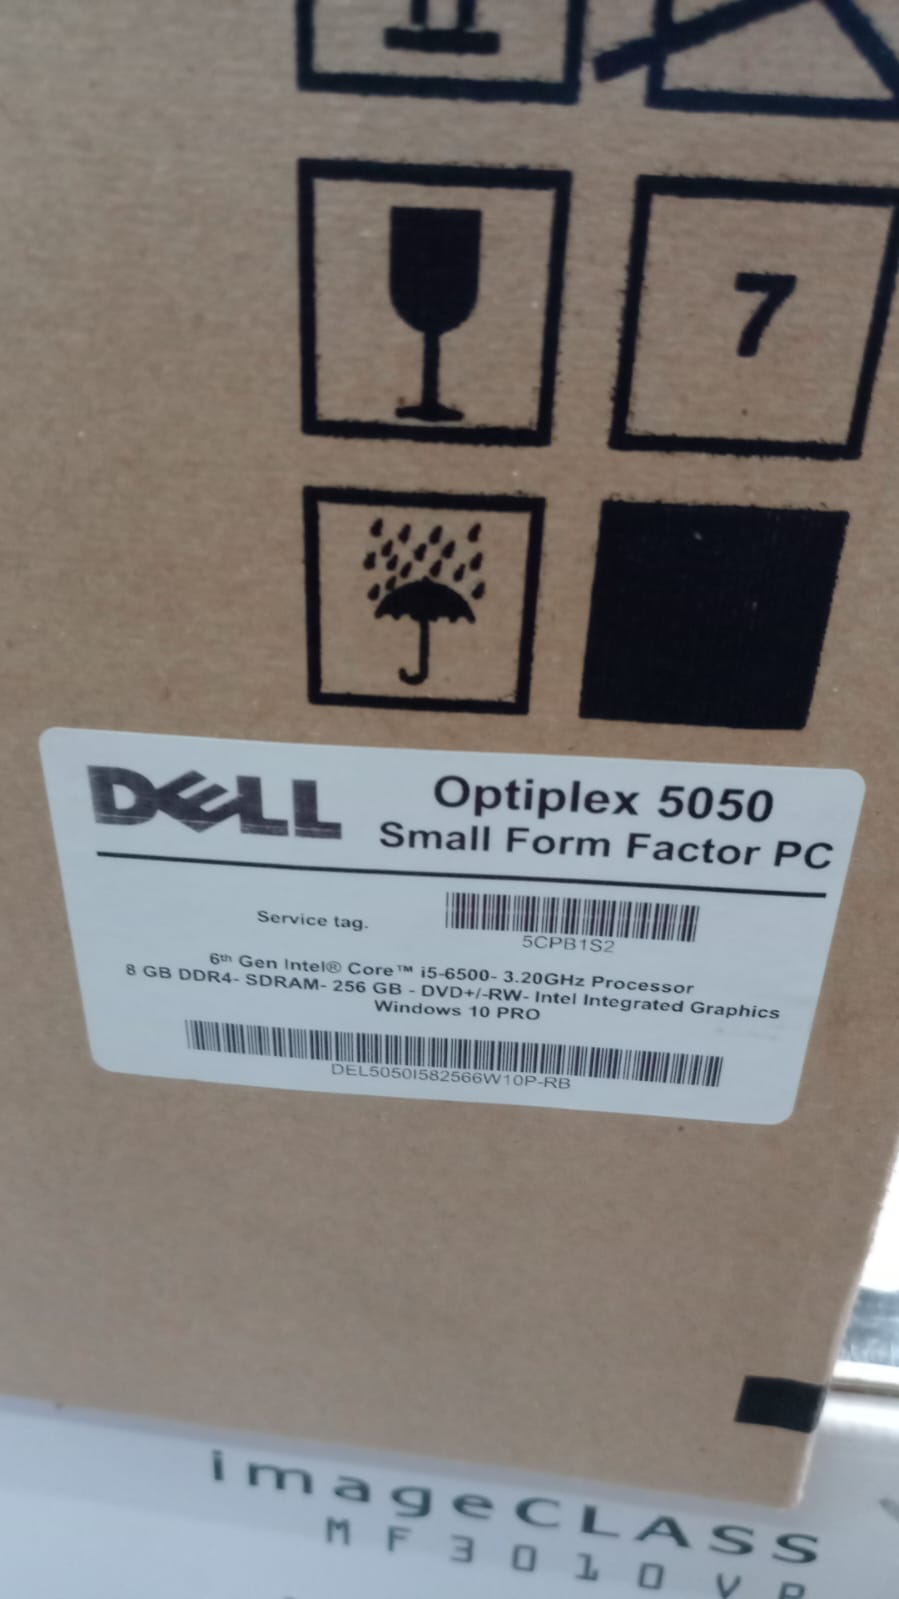 7
DELL
Optiplex 5050
Small Form Factor PC
Service tag.
5CPB1S2
6th Gen Intel® Core™ i5-6500- 3.20GHz Processor
8 GB DDR4- SDRAM- 256 GB - DVD+/-RW- Intel Integrated Graphics
Windows 10 PRO
DEL5050I582566W10P-RB
imageCLASS
MF3010VP